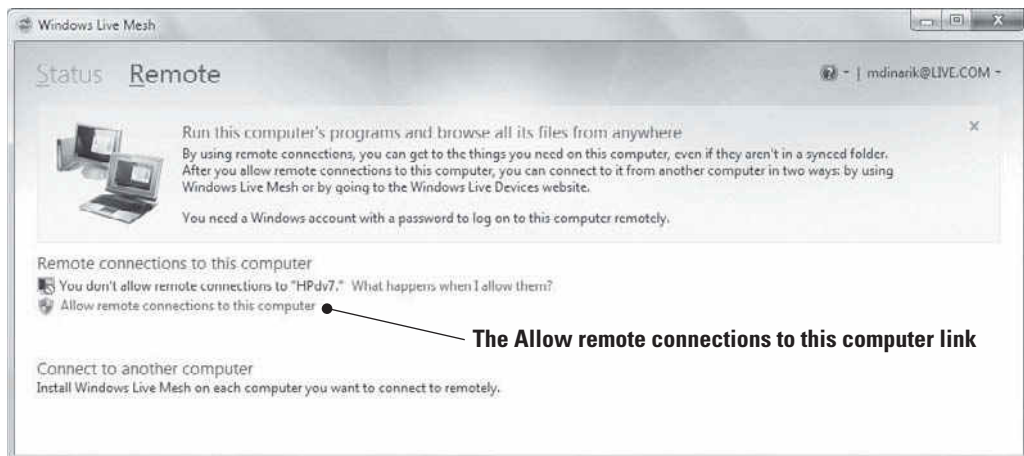 Windows Live Mesh
Status Remote
mdinarik@LIVE.COM
Run this computer's programs and browse all its files from anywhere
By using remote connections, you can get to the things you need on this computer, even if they aren't in a synced folder.
After you allow remote connections to this computer, you can connect to it from another computer in two ways: by using
Windows Live Mesh or by going to the Windows Live Devices website.
You need a Windows account with a password to log on to this computer remotely.
Remote connections to this computer
You don't allow remote connections to "HPdv7." What happens when I allow them?
Allow remote connections to this computer
The Allow remote connections to this computer link
Connect to another computer
Install Windows Live Mesh on each computer you want to connect to remotely.